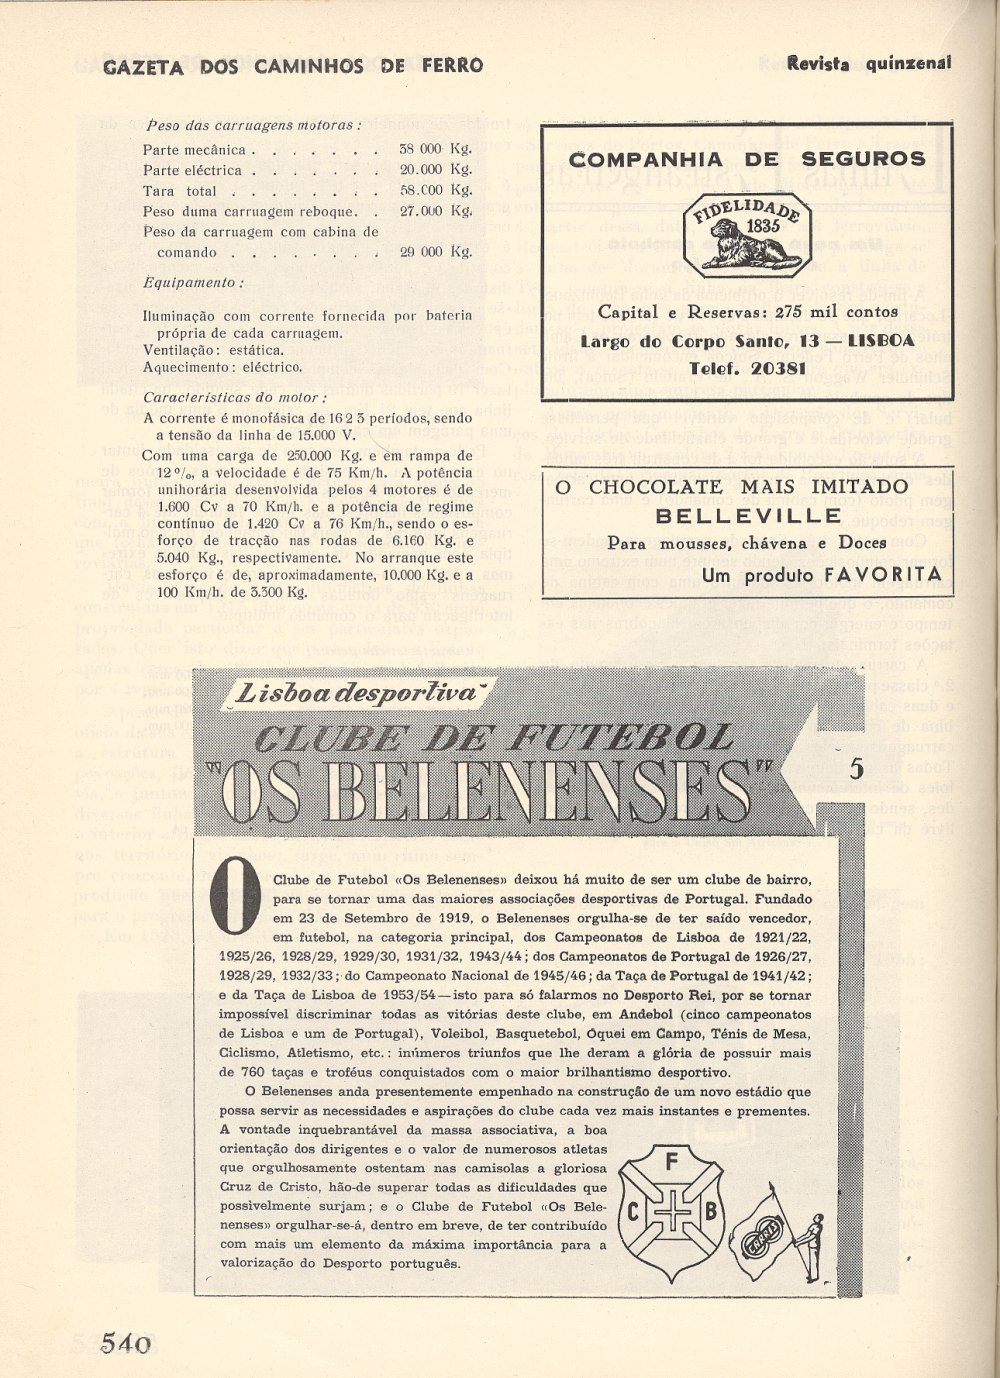 GAZETA DOS CAMINHOS DE FERRO
Revista quinzenal
Peso das carruagens motoras :
Parte mecânica . . . . . . . 38 000 Kg.
Parte eléctrica . . . . . . . 20.000 Kg.
Tara total . . . . . . . . 58.000 Kg.
Peso duma carruagem reboque. . 27.000 Kg.
Peso da carruagem com cabina de
comando . . . . . . . . 29 000 Kg.
Equipamento :
Iluminação com corrente fornecida por bateria
própria de cada carruagem.
Ventilação : estática.
Aquecimento : eléctrico.
Características do motor :
A corrente é monofásica de 16 2 3 períodos, sendo
a tensão da linha de 15.000 V.
Com uma carga de 250.000 Kg. e em rampa de
12 º/₀, a velocidade é de 75 Km/h. A potência
unihorária desenvolvida pelos 4 motores é de
1.600 Cv a 70 Km/h. e a potência de regime
contínuo de 1.420 Cv a 76 Km/h., sendo o es-
forço de tracção nas rodas de 6.160 Kg. e
5.040 Kg., respectivamente. No arranque este
esforço é de, aproximadamente, 10.000 Kg. e a
100 Km/h. de 3.300 Kg.
COMPANHIA DE SEGUROS
FIDELIDADE
1835
Capital e Reservas: 275 mil contos
Largo do Corpo Santo, 13 — LISBOA
Telef. 20381
O CHOCOLATE MAIS IMITADO
BELLEVILLE
Para mousses, chávena e Doces
Um produto FAVORITA
Lisboa desportiva
CLUBE DE FUTEBOL
"OS BELENENSES"
5
O Clube de Futebol «Os Belenenses» deixou há muito de ser um clube de bairro,
para se tornar uma das maiores associações desportivas de Portugal. Fundado
em 23 de Setembro de 1919, o Belenenses orgulha-se de ter saído vencedor,
em futebol, na categoria principal, dos Campeonatos de Lisboa de 1921/22,
1925/26, 1928/29, 1929/30, 1931/32, 1943/44 ; dos Campeonatos de Portugal de 1926/27,
1928/29, 1932/33 ; do Campeonato Nacional de 1945/46 ; da Taça de Portugal de 1941/42 ;
e da Taça de Lisboa de 1953/54 — isto para só falarmos no Desporto Rei, por se tornar
impossível discriminar todas as vitórias deste clube, em Andebol (cinco campeonatos
de Lisboa e um de Portugal), Voleibol, Basquetebol, Óquei em Campo, Ténis de Mesa,
Ciclismo, Atletismo, etc. : inúmeros triunfos que lhe deram a glória de possuir mais
de 760 taças e troféus conquistados com o maior brilhantismo desportivo.
O Belenenses anda presentemente empenhado na construção de um novo estádio que
possa servir as necessidades e aspirações do clube cada vez mais instantes e prementes.
A vontade inquebrantável da massa associativa, a boa
orientação dos dirigentes e o valor de numerosos atletas
que orgulhosamente ostentam nas camisolas a gloriosa
Cruz de Cristo, hão-de superar todas as dificuldades que
possivelmente surjam ; e o Clube de Futebol «Os Bele-
nenses» orgulhar-se-á, dentro em breve, de ter contribuído
com mais um elemento da máxima importância para a
valorização do Desporto português.
F
C B
540